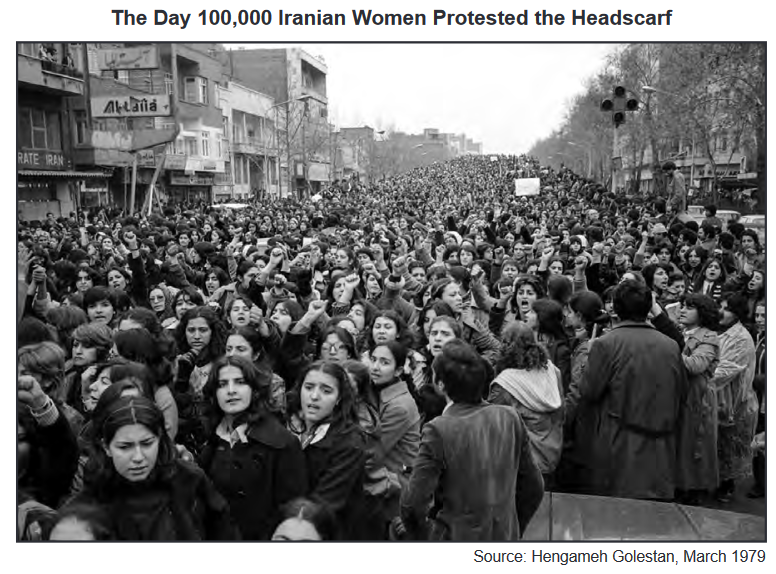 The Day 100,000 Iranian Women Protested the Headscarf
RATE IRAN
Source: Hengameh Golestan, March 1979